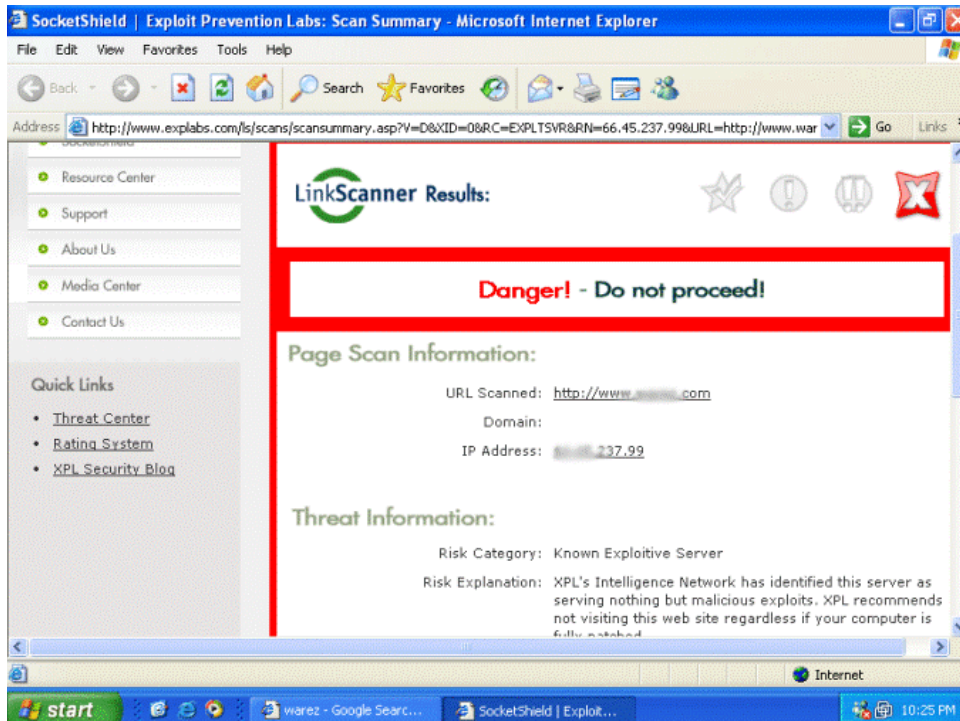 SocketShield | Exploit Prevention Labs: Scan Summary - Microsoft Internet Explorer
File Edit View Favorites Tools Help
Back Search Favorites
Address http://www.explabs.com/ls/scans/scansummary.asp?V=D&XID=0&RC=EXPLTSVR&RN=66.45.237.99&URL=http://www.war Go Links
SocketShield
Resource Center
Support
About Us
Media Center
Contact Us
Quick Links
• Threat Center
• Rating System
• XPL Security Blog
LinkScanner Results:
Danger! - Do not proceed!
Page Scan Information:
URL Scanned: http://www. .com
Domain:
IP Address: .237.99
Threat Information:
Risk Category: Known Exploitive Server
Risk Explanation: XPL's Intelligence Network has identified this server as
serving nothing but malicious exploits. XPL recommends
not visiting this web site regardless if your computer is
fully patched
Internet
start warez - Google Searc... SocketShield | Exploit... 10:25 PM